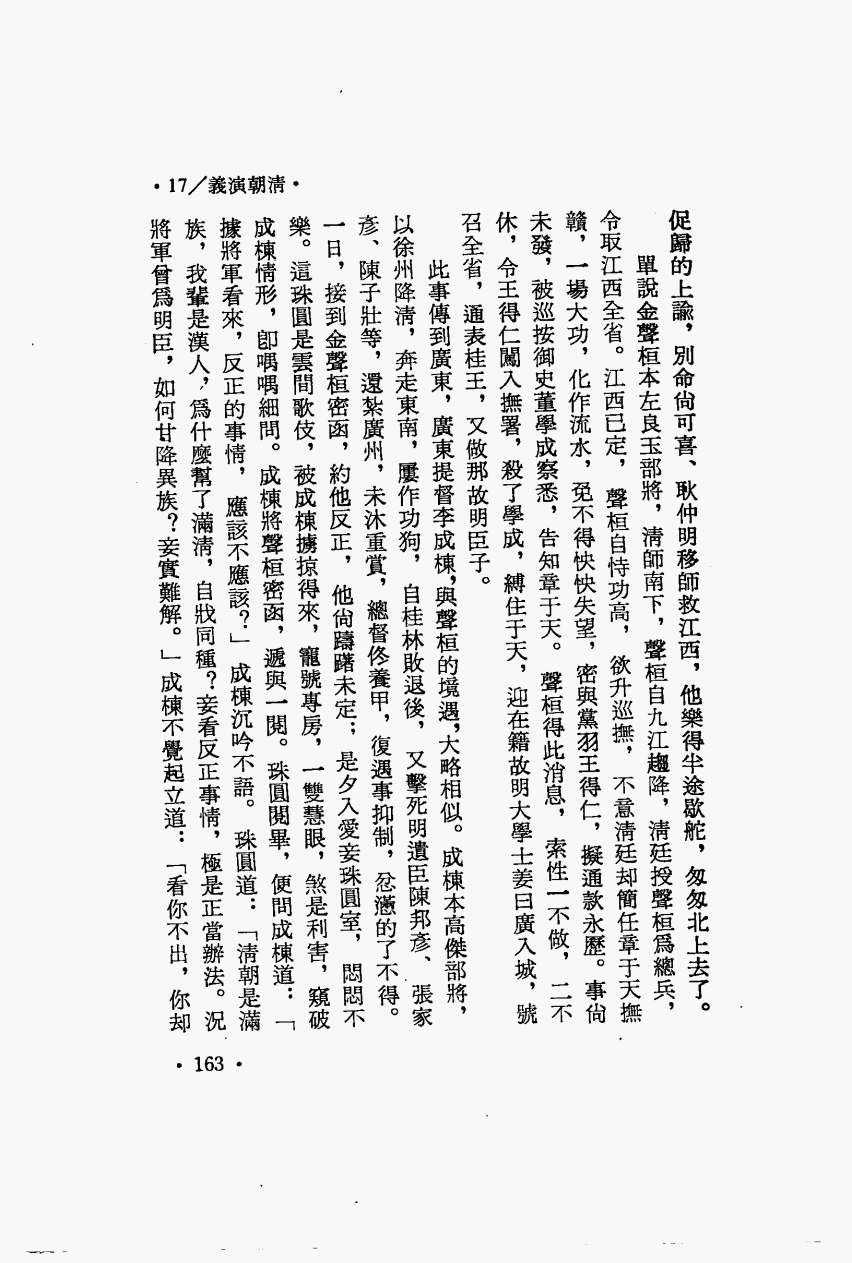 •17／義演朝淸•
促歸的上諭，別命尙可喜、耿仲明移師救江西，他樂得半途歇舵，匆匆北上去了。
單說金聲桓本左良玉部將，淸師南下，聲桓自九江趨降，淸廷授聲桓爲總兵，
令取江西全省。江西已定，聲桓自恃功高，欲升巡撫，不意淸廷却簡任章于天撫
贛，一場大功，化作流水，免不得怏怏失望，密與黨羽王得仁，擬通款永歷。事尙
未發，被巡按御史董學成察悉，告知章于天。聲桓得此消息，索性一不做，二不
休，令王得仁闖入撫署，殺了學成，縛住于天，迎在籍故明大學士姜曰廣入城，號
召全省，通表桂王，又做那故明臣子。
此事傳到廣東，廣東提督李成棟，與聲桓的境遇，大略相似。成棟本高傑部將，
以徐州降淸，奔走東南，屢作功狗，自桂林敗退後，又擊死明遺臣陳邦彥、張家
彥、陳子壯等，還紮廣州，未沐重賞，總督佟養甲，復遇事抑制，忿懣的了不得。
一日，接到金聲桓密函，約他反正，他尙躊躇未定；是夕入愛妾珠圓室，悶悶不
樂。這珠圓是雲間歌伎，被成棟擄掠得來，寵號專房，一雙慧眼，煞是利害，窺破
成棟情形，卽喁喁細問。成棟將聲桓密函，遞與一閱。珠圓閱畢，便問成棟道：「
據將軍看來，反正的事情，應該不應該？」成棟沉吟不語。珠圓道：「淸朝是滿
族，我輩是漢人，爲什麼幫了滿淸，自戕同種？妾看反正事情，極是正當辦法。況
將軍曾爲明臣，如何甘降異族？妾實難解。」成棟不覺起立道：「看你不出，你却
•163•